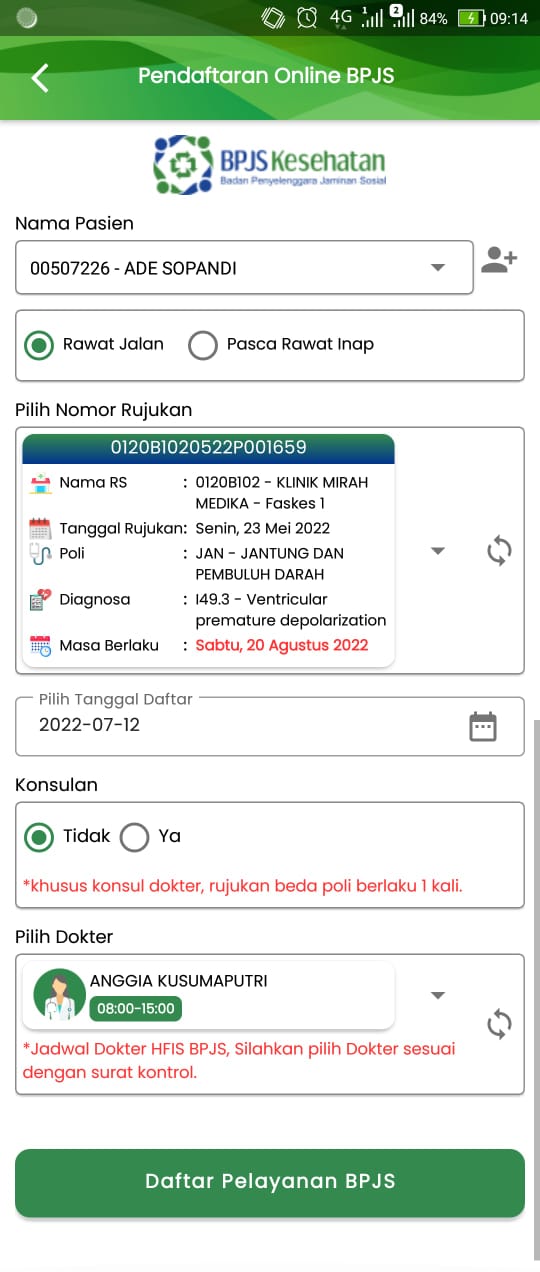 4G 1 2 84% 09:14
Pendaftaran Online BPJS
BPJS Kesehatan
Badan Penyelenggara Jaminan Sosial
Nama Pasien
00507226 - ADE SOPANDI
Rawat Jalan Pasca Rawat Inap
Pilih Nomor Rujukan
0120B1020522P001659
Nama RS : 0120B102 - KLINIK MIRAH
MEDIKA - Faskes 1
Tanggal Rujukan: Senin, 23 Mei 2022
Poli : JAN - JANTUNG DAN
PEMBULUH DARAH
Diagnosa : I49.3 - Ventricular
premature depolarization
Masa Berlaku : Sabtu, 20 Agustus 2022
Pilih Tanggal Daftar
2022-07-12
Konsulan
Tidak Ya
*khusus konsul dokter, rujukan beda poli berlaku 1 kali.
Pilih Dokter
ANGGIA KUSUMAPUTRI
08:00-15:00
*Jadwal Dokter HFIS BPJS, Silahkan pilih Dokter sesuai
dengan surat kontrol.
Daftar Pelayanan BPJS